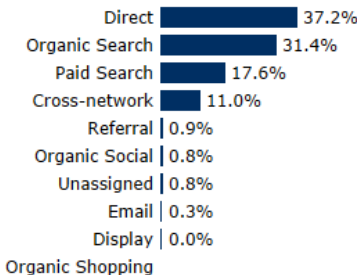 Direct 37.2%
Organic Search 31.4%
Paid Search 17.6%
Cross-network 11.0%
Referral 0.9%
Organic Social 0.8%
Unassigned 0.8%
Email 0.3%
Display 0.0%
Organic Shopping